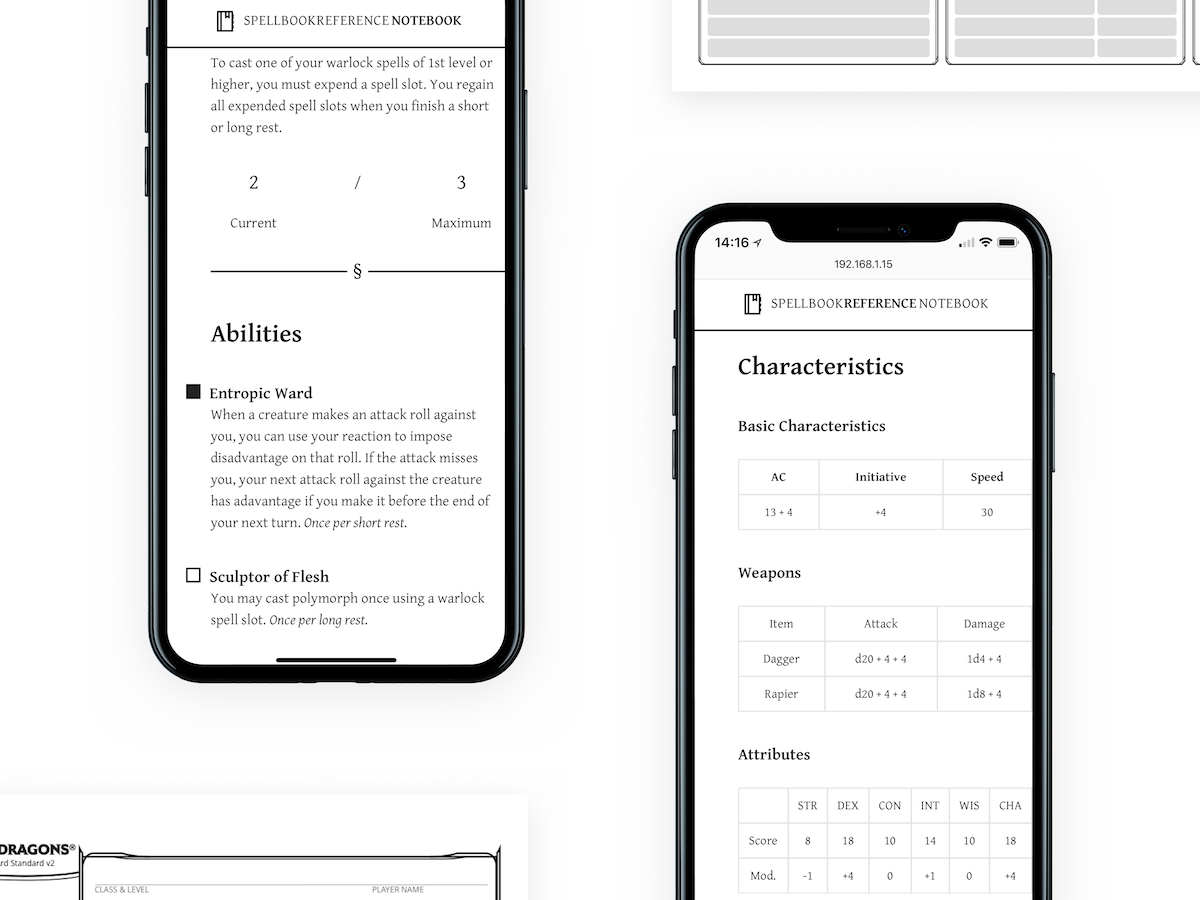 SPELLBOOKREFERENCE NOTEBOOK
To cast one of your warlock spells of 1st level or
higher, you must expend a spell slot. You regain
all expended spell slots when you finish a short
or long rest.
2 / 3
Current Maximum
§
Abilities
Entropic Ward
When a creature makes an attack roll against
you, you can use your reaction to impose
disadvantage on that roll. If the attack misses
you, your next attack roll against the creature
has adavantage if you make it before the end of
your next turn. Once per short rest.
Sculptor of Flesh
You may cast polymorph once using a warlock
spell slot. Once per long rest.
DRAGONS®
rd Standard v2
CLASS & LEVEL PLAYER NAME
14:16
192.168.1.15
SPELLBOOKREFERENCE NOTEBOOK
Characteristics
Basic Characteristics
AC Initiative Speed
13 + 4 +4 30
Weapons
Item Attack Damage
Dagger d20 + 4 + 4 1d4 + 4
Rapier d20 + 4 + 4 1d8 + 4
Attributes
STR DEX CON INT WIS CHA
Score 8 18 10 14 10 18
Mod. -1 +4 0 +1 0 +4